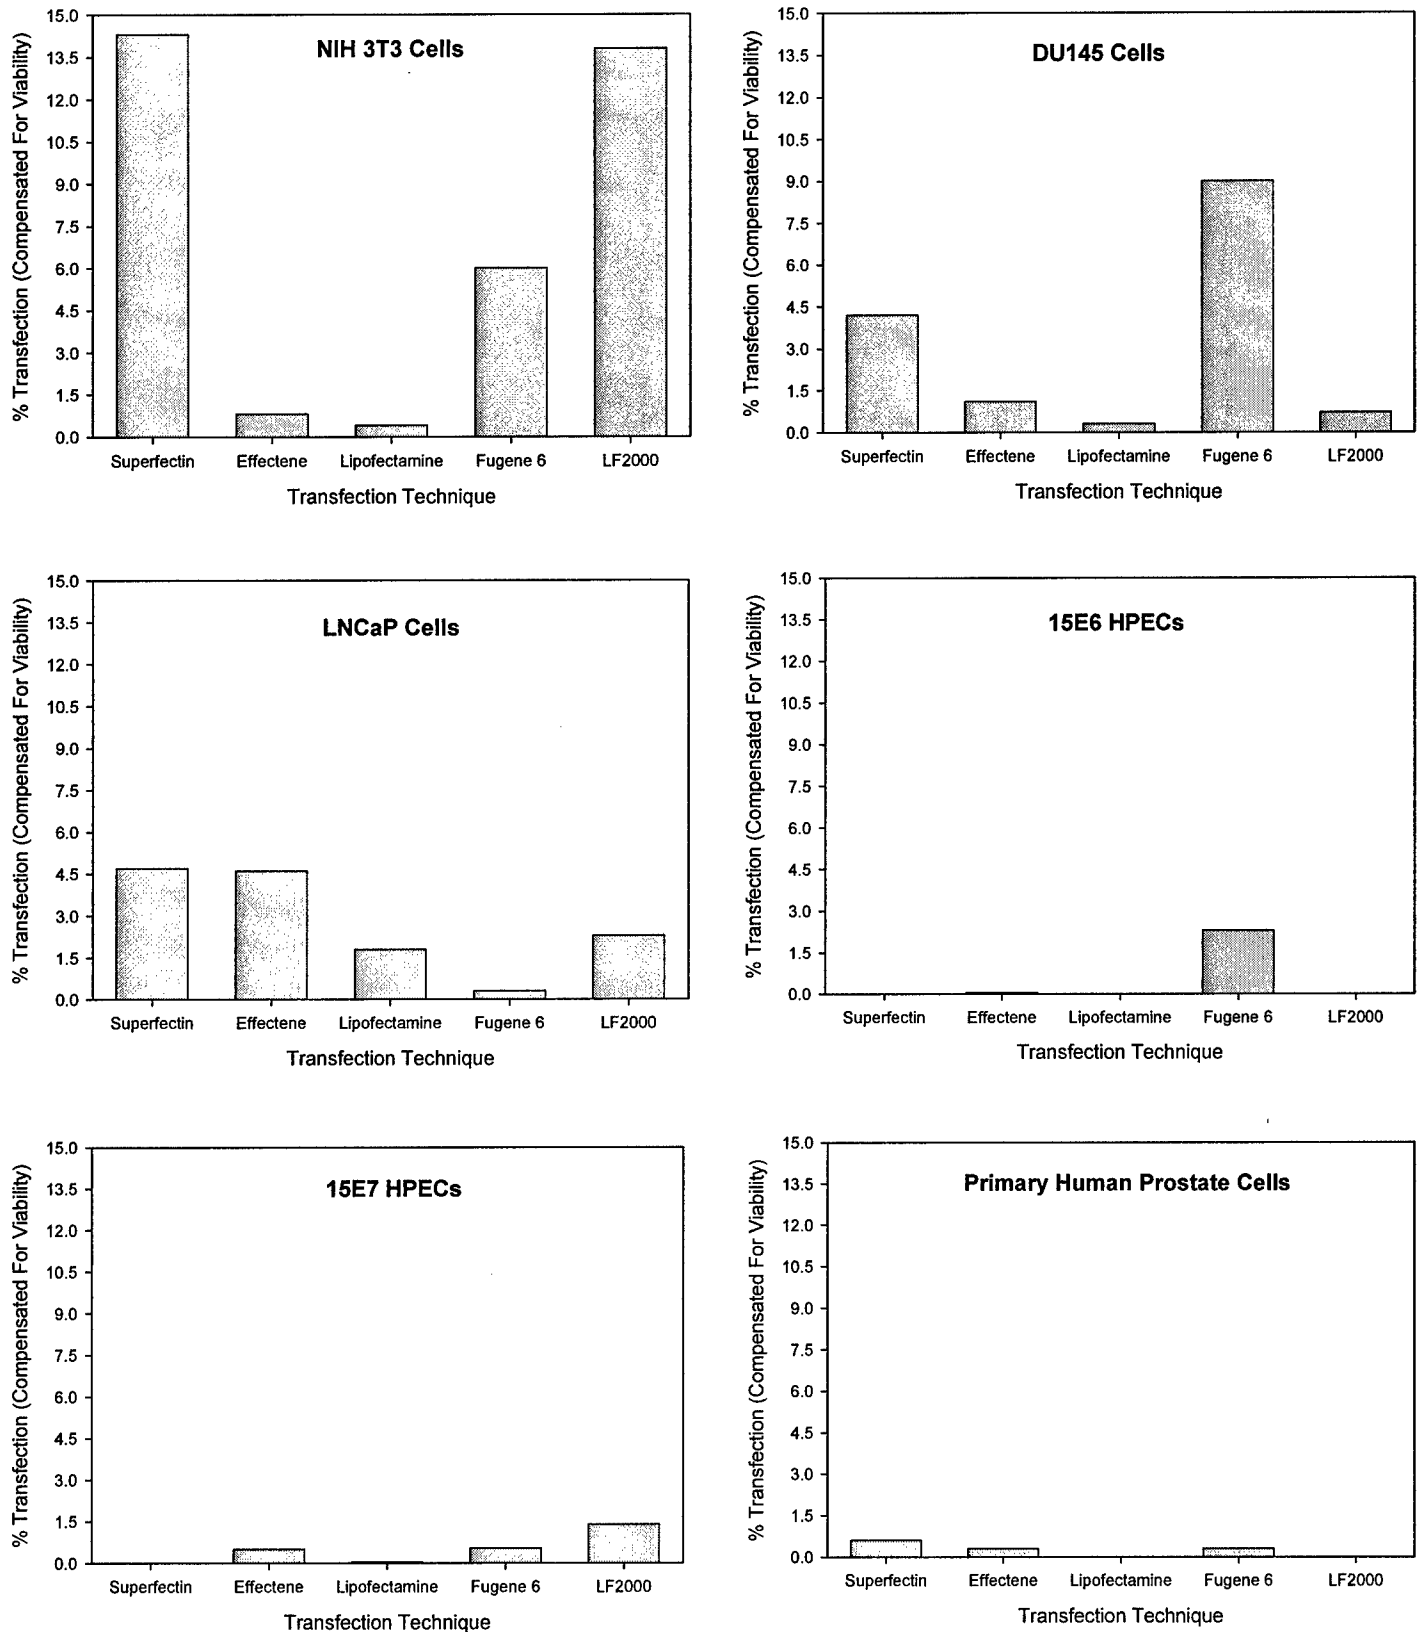 NIH 3T3 Cells
% Transfection (Compensated For Viability)
15.0
13.5
12.0
10.5
9.0
7.5
6.0
4.5
3.0
1.5
0.0
Superfectin Effectene Lipofectamine Fugene 6 LF2000
Transfection Technique
DU145 Cells
% Transfection (Compensated For Viability)
15.0
13.5
12.0
10.5
9.0
7.5
6.0
4.5
3.0
1.5
0.0
Superfectin Effectene Lipofectamine Fugene 6 LF2000
Transfection Technique
LNCaP Cells
% Transfection (Compensated For Viability)
15.0
13.5
12.0
10.5
9.0
7.5
6.0
4.5
3.0
1.5
0.0
Superfectin Effectene Lipofectamine Fugene 6 LF2000
Transfection Technique
15E6 HPECs
% Transfection (Compensated For Viability)
15.0
13.5
12.0
10.5
9.0
7.5
6.0
4.5
3.0
1.5
0.0
Superfectin Effectene Lipofectamine Fugene 6 LF2000
Transfection Technique
15E7 HPECs
% Transfection (Compensated For Viability)
15.0
13.5
12.0
10.5
9.0
7.5
6.0
4.5
3.0
1.5
0.0
Superfectin Effectene Lipofectamine Fugene 6 LF2000
Transfection Technique
Primary Human Prostate Cells
% Transfection (Compensated For Viability)
15.0
13.5
12.0
10.5
9.0
7.5
6.0
4.5
3.0
1.5
0.0
Superfectin Effectene Lipofectamine Fugene 6 LF2000
Transfection Technique